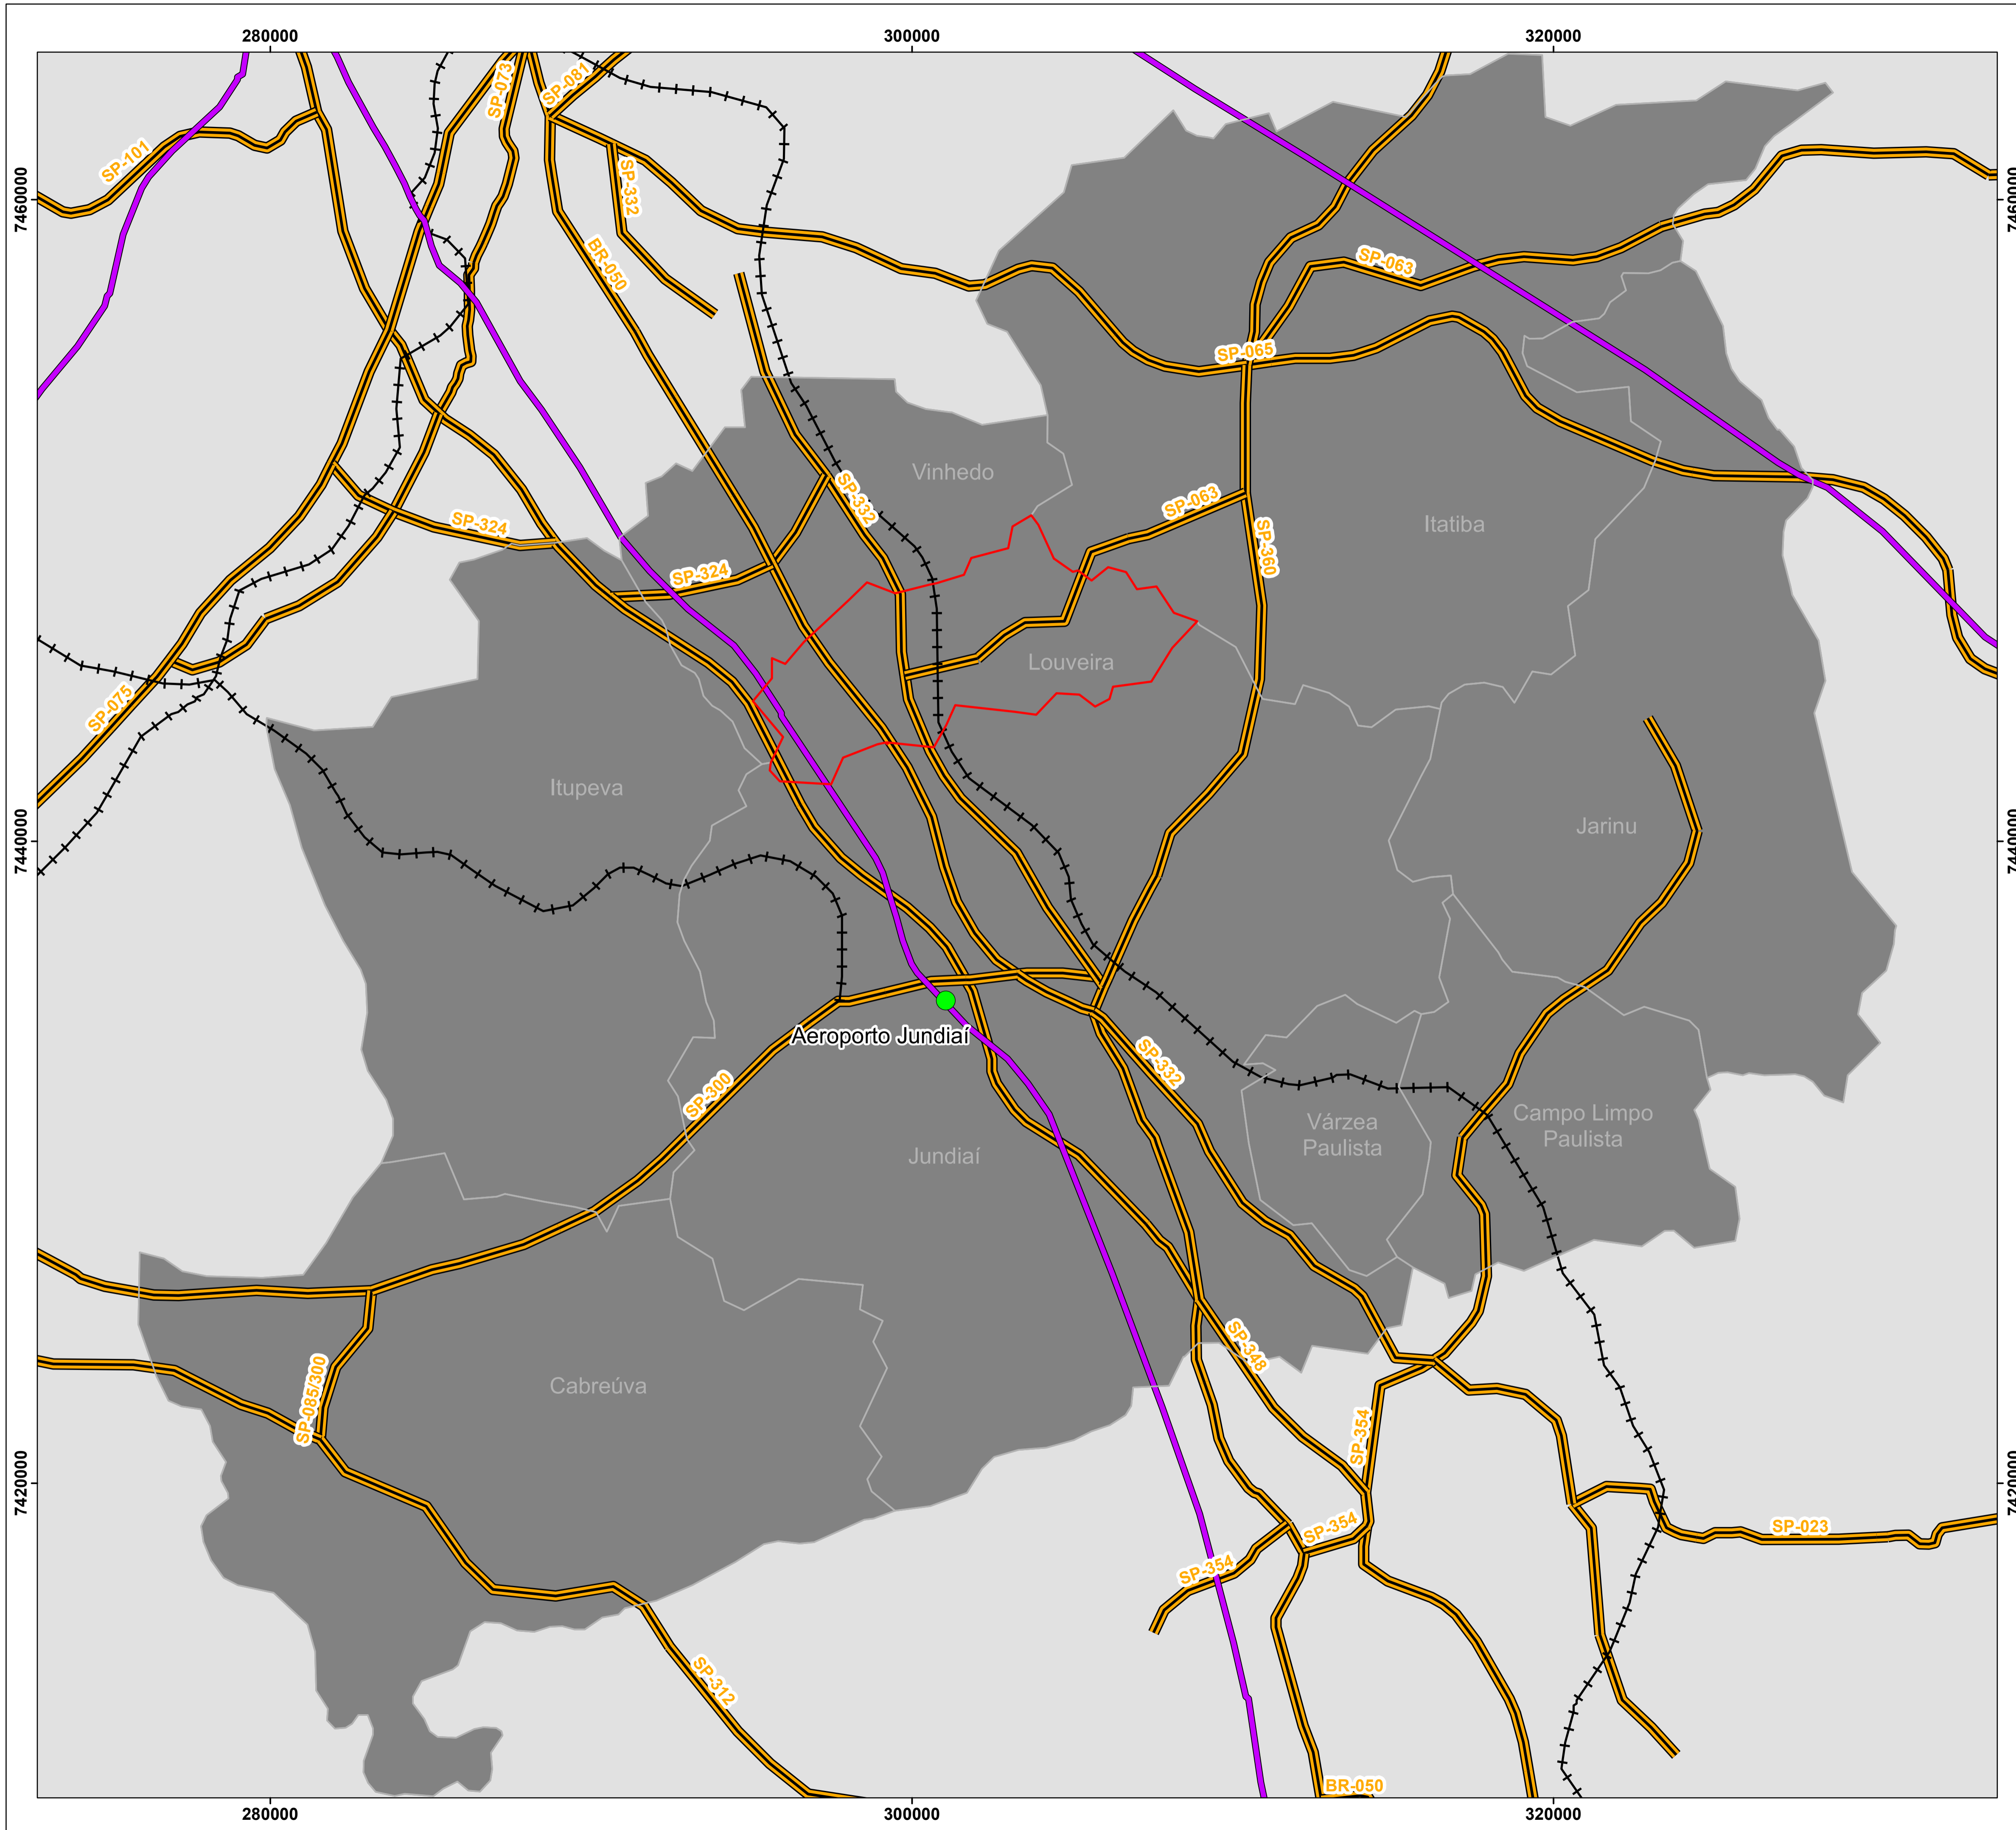 280000
300000
320000
SP-073
SP-081
SP-101
SP-332
7460000
7460000
BR-050
SP-063
SP-065
Vinhedo
SP-332
SP-063
SP-324
Itatiba
SP-360
SP-324
Louveira
SP-075
Itupeva
Jarinu
7440000
7440000
Aeroporto Jundiaí
SP-332
SP-300
Várzea
Paulista
Campo Limpo
Paulista
Jundiaí
SP-348
Cabreúva
SP-085/300
SP-354
7420000
7420000
SP-354
SP-023
SP-354
SP-312
BR-050
280000
300000
320000